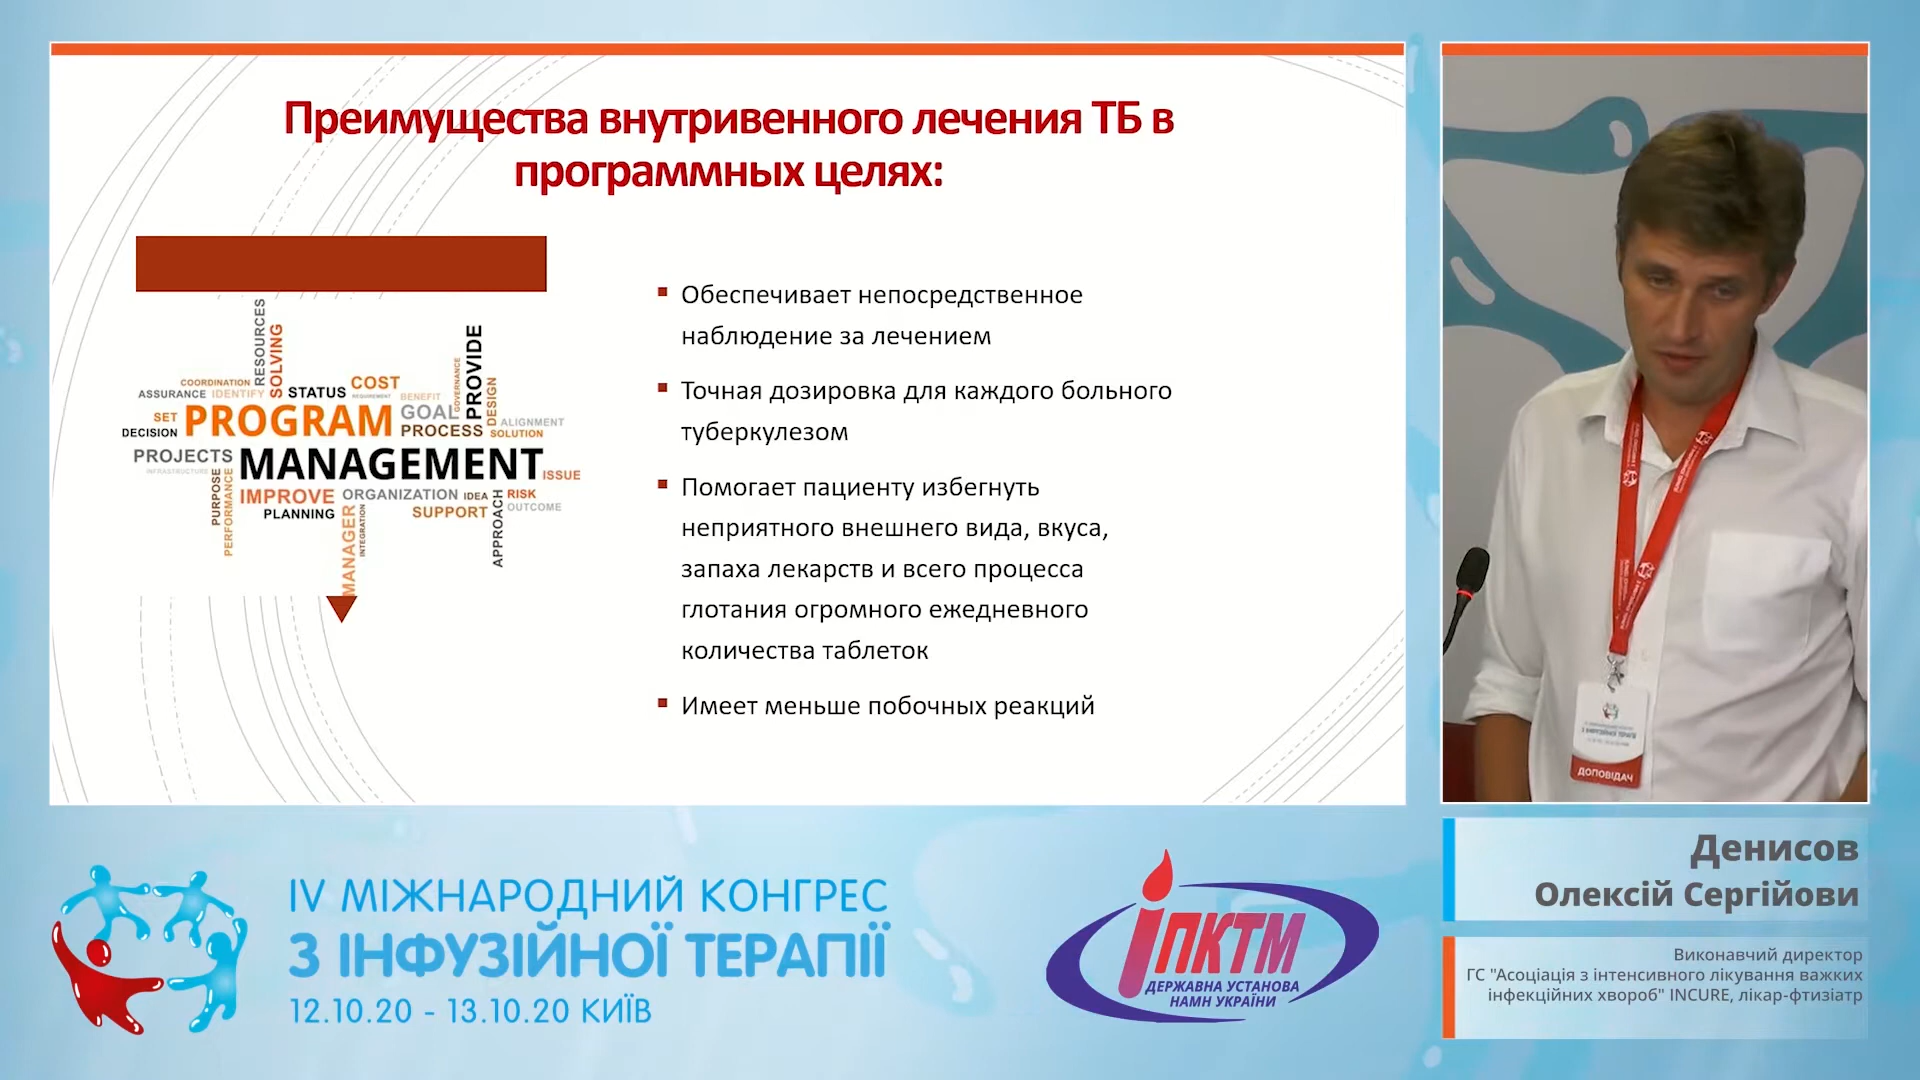 Преимущества внутривенного лечения ТБ в
программных целях:
RESOURCES
SOLVING
PROVIDE
GOVERNANCE
DESIGN
COORDINATION
ASSURANCE IDENTIFY
STATUS
COST
REQUIREMENT
BENEFIT
SET
DECISION
PROGRAM
GOAL
PROCESS
ALIGNMENT
SOLUTION
PROJECTS
INFRASTRUCTURE
MANAGEMENT
ISSUE
PURPOSE
PERFORMANCE
IMPROVE
ORGANIZATION
IDEA
RISK
PLANNING
SUPPORT
OUTCOME
MANAGER
INTEGRATION
APPROACH
Обеспечивает непосредственное
наблюдение за лечением
Точная дозировка для каждого больного
туберкулезом
Помогает пациенту избегнуть
неприятного внешнего вида, вкуса,
запаха лекарств и всего процесса
глотания огромного ежедневного
количества таблеток
Имеет меньше побочных реакций
ДОПОВІДАЧ
IV МІЖНАРОДНИЙ КОНГРЕС
З ІНФУЗІЙНОЇ ТЕРАПІЇ
12.10.20 - 13.10.20 КИЇВ
іПКТМ
ДЕРЖАВНА УСТАНОВА
НАМН УКРАЇНИ
Денисов
Олексій Сергійови
Виконавчий директор
ГС "Асоціація з інтенсивного лікування важких
інфекційних хвороб" INCURE, лікар-фтизіатр